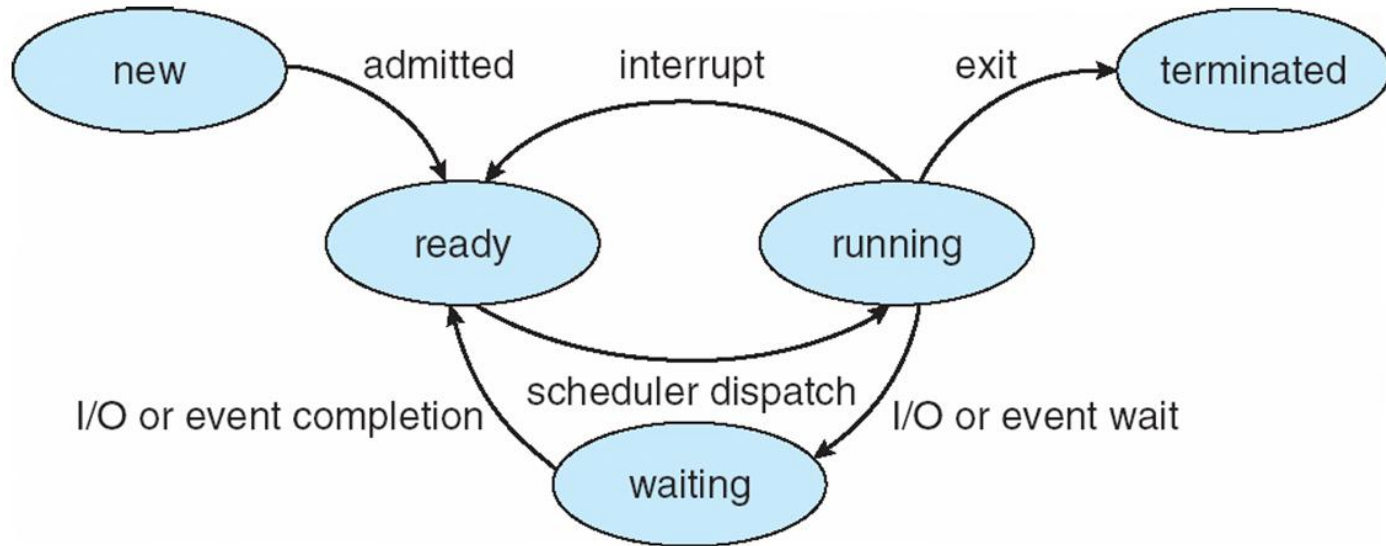 new
admitted
interrupt
exit
terminated
ready
running
scheduler dispatch
I/O or event completion
I/O or event wait
waiting